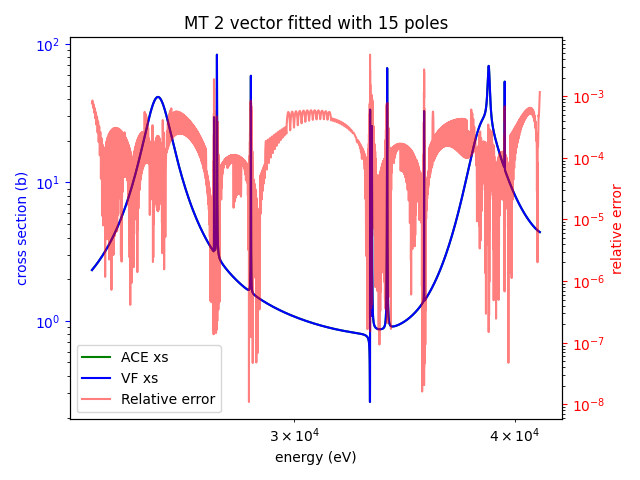 MT 2 vector fitted with 15 poles
cross section (b)
10²
10¹
10⁰
10⁻³
10⁻⁴
10⁻⁵
10⁻⁶
10⁻⁷
10⁻⁸
relative error
ACE xs
VF xs
Relative error
3 × 10⁴
4 × 10⁴
energy (eV)